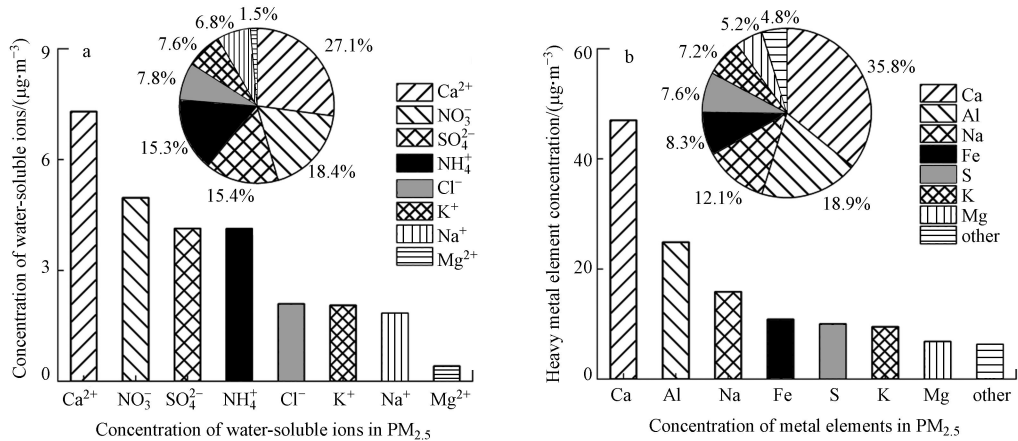 a
Concentration of water-soluble ions/(μg·m⁻³)
9
6
3
0
1.5%
6.8%
7.6%
7.8%
15.3%
15.4%
18.4%
27.1%
Ca²⁺
NO₃⁻
SO₄²⁻
NH₄⁺
Cl⁻
K⁺
Na⁺
Mg²⁺
Ca²⁺ NO₃⁻ SO₄²⁻ NH₄⁺ Cl⁻ K⁺ Na⁺ Mg²⁺
Concentration of water-soluble ions in PM₂.₅
b
Heavy metal element concentration/(μg·m⁻³)
60
40
20
0
4.8%
5.2%
7.2%
7.6%
8.3%
12.1%
18.9%
35.8%
Ca
Al
Na
Fe
S
K
Mg
other
Ca Al Na Fe S K Mg other
Concentration of metal elements in PM₂.₅